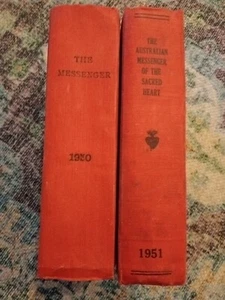 THE
MESSENGER
1950
THE
AUSTRALIAN
MESSENGER
OF THE
SACRED
HEART
1951